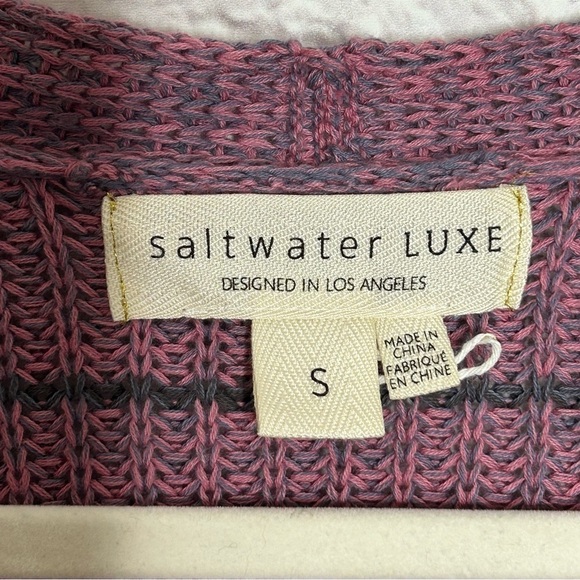 saltwater LUXE
DESIGNED IN LOS ANGELES
S
MADE IN
CHINA
FABRIQUÉ
EN CHINE